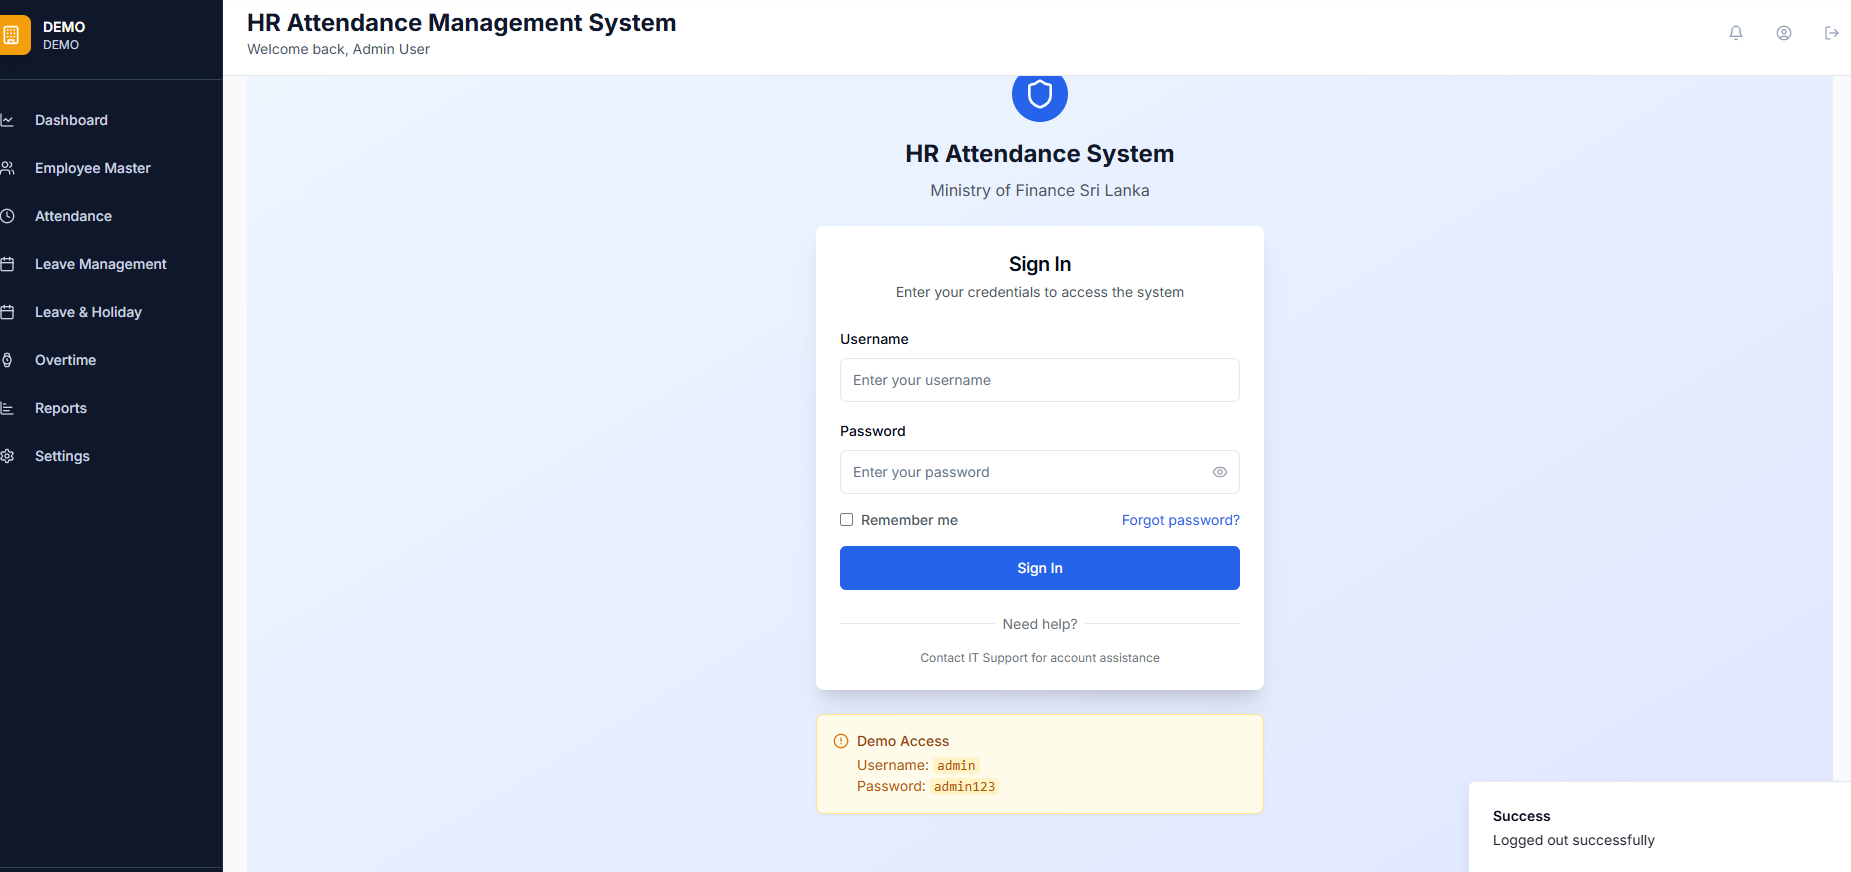 DEMO
DEMO
Dashboard
Employee Master
Attendance
Leave Management
Leave & Holiday
Overtime
Reports
Settings
HR Attendance Management System
Welcome back, Admin User
HR Attendance System
Ministry of Finance Sri Lanka
Sign In
Enter your credentials to access the system
Username
Enter your username
Password
Enter your password
Remember me
Forgot password?
Sign In
Need help?
Contact IT Support for account assistance
Demo Access
Username: admin
Password: admin123
Success
Logged out successfully